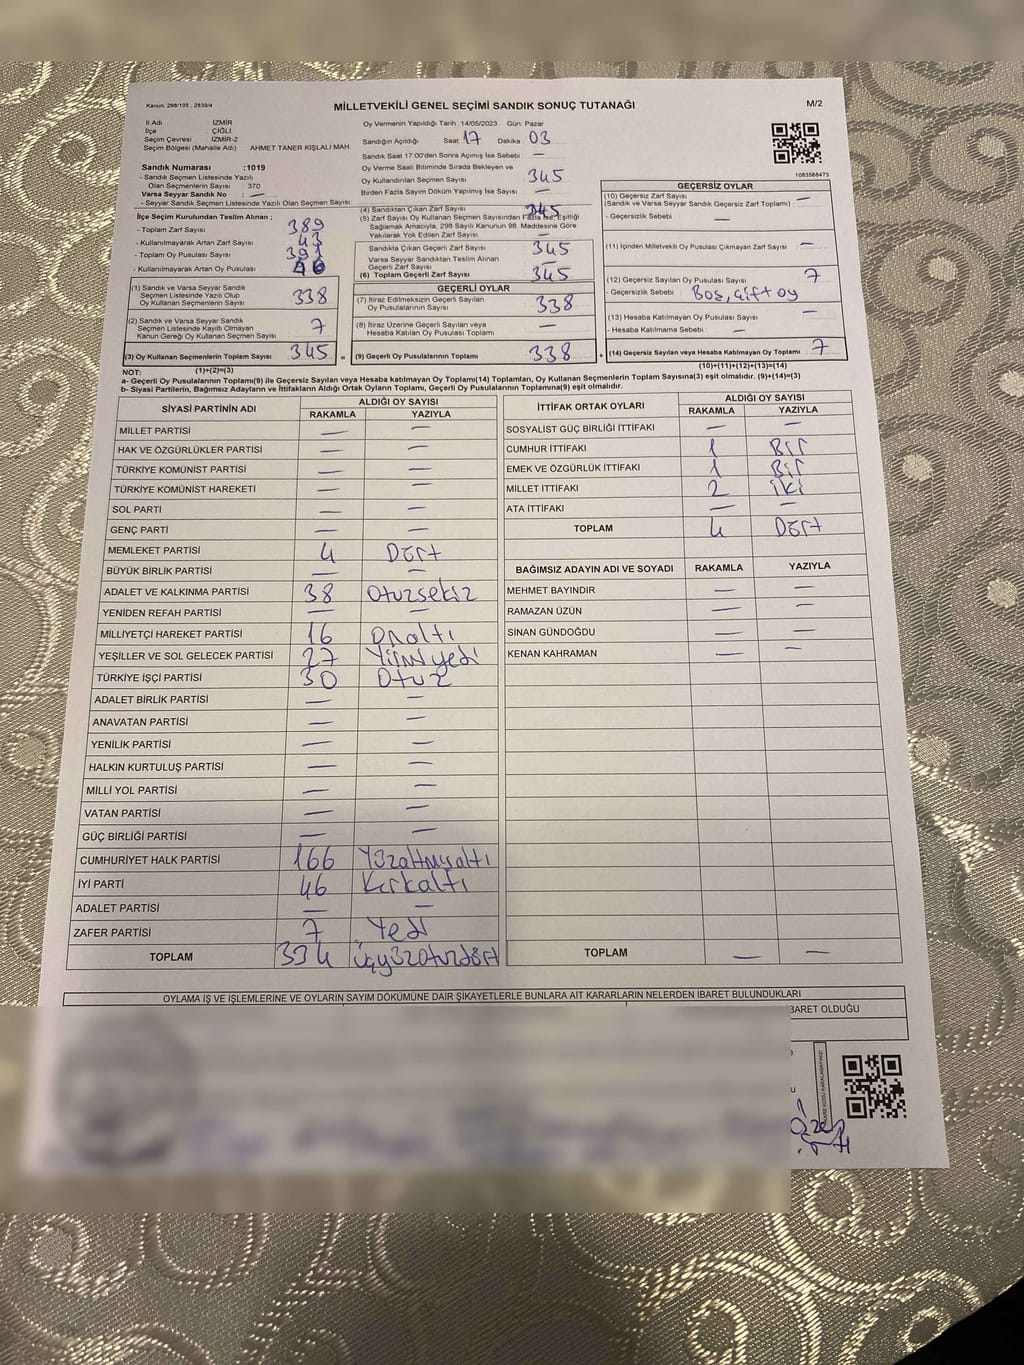 Kanun: 298/105 , 2839/4
MİLLETVEKİLİ GENEL SEÇİMİ SANDIK SONUÇ TUTANAĞI
M/2
İl Adı : İZMİR
İlçe : ÇİĞLİ
Seçim Çevresi : İZMİR-2
Seçim Bölgesi (Mahalle Adı) : AHMET TANER KIŞLALI MAH.
Sandık Numarası :1019
- Sandık Seçmen Listesinde Yazılı
Olan Seçmenlerin Sayısı : 370
Varsa Seyyar Sandık No : —
- Seyyar Sandık Seçmen Listesinde Yazılı Olan Seçmen Sayısı
Oy Vermenin Yapıldığı Tarih : 14/05/2023 Gün: Pazar
Sandığın Açıldığı Saat 17 Dakika 03
Sandık Saat 17:00'den Sonra Açımış İse Sebebi : —
Oy Verme Saati Bitiminde Sırada Bekleyen ve
Oy Kullandırılan Seçmen Sayısı 345
Birden Fazla Sayım Döküm Yapılmış İse Sayısı —
1083568473
İlçe Seçim Kurulundan Teslim Alınan ;
- Toplam Zarf Sayısı 389
- Kullanılmayarak Artan Zarf Sayısı 43
- Toplam Oy Pusulası Sayısı 391
- Kullanılmayarak Artan Oy Pusulası
(1) Sandık ve Varsa Seyyar Sandık
Seçmen Listesinde Yazılı Olup
Oy Kullanan Seçmenlerin Sayısı 338
(2) Sandık ve Varsa Seyyar Sandık
Seçmen Listesinde Kayıtlı Olmayan
Kanun Gereği Oy Kullanan Seçmen Sayısı 7
(3) Oy Kullanan Seçmenlerin Toplam Sayısı 345 =
(1)+(2)=(3)
(4) Sandıktan Çıkan Zarf Sayısı 345
(5) Zarf Sayısı Oy Kullanan Seçmen Sayısından Fazla İse, Eşitliği
Sağlamak Amacıyla, 298 Sayılı Kanunun 98. Maddesine Göre
Yakılarak Yok Edilen Zarf Sayısı —
Sandıkta Çıkan Geçerli Zarf Sayısı 345
Varsa Seyyar Sandıktan Teslim Alınan
Geçerli Zarf Sayısı —
(6) Toplam Geçerli Zarf Sayısı 345
GEÇERLİ OYLAR
(7) İtiraz Edilmeksizin Geçerli Sayılan
Oy Pusulalarının Sayısı 338
(8) İtiraz Üzerine Geçerli Sayılan veya
Hesaba Katılan Oy Pusulası Toplamı —
(9) Geçerli Oy Pusulalarının Toplamı 338 +
GEÇERSİZ OYLAR
(10) Geçersiz Zarf Sayısı —
(Sandık ve Varsa Seyyar Sandık Geçersiz Zarf Toplamı)
- Geçersizlik Sebebi —
(11) İçinden Milletvekili Oy Pusulası Çıkmayan Zarf Sayısı —
(12) Geçersiz Sayılan Oy Pusulası Sayısı 7
- Geçersizlik Sebebi Boş, çift oy
(13) Hesaba Katılmayan Oy Pusulası Sayısı —
- Hesaba Katılmama Sebebi : —
(14) Geçersiz Sayılan veya Hesaba Katılmayan Oy Toplamı 7
(10)+(11)+(12)+(13)=(14)
NOT:
a- Geçerli Oy Pusulalarının Toplamı(9) ile Geçersiz Sayılan veya Hesaba katılmayan Oy Toplamı(14) Toplamları, Oy Kullanan Seçmenlerin Toplam Sayısına(3) eşit olmalıdır. (9)+(14)=(3)
b- Siyasi Partilerin, Bağımsız Adayların ve İttifakların Aldığı Ortak Oyların Toplamı, Geçerli Oy Pusulalarının Toplamına(9) eşit olmalıdır.
SİYASİ PARTİNİN ADI ALDIĞI OY SAYISI
RAKAMLA YAZIYLA
MİLLET PARTİSİ — —
HAK VE ÖZGÜRLÜKLER PARTİSİ — —
TÜRKİYE KOMÜNİST PARTİSİ — —
TÜRKİYE KOMÜNİST HAREKETİ — —
SOL PARTİ — —
GENÇ PARTİ — —
MEMLEKET PARTİSİ 4 Dört
BÜYÜK BİRLİK PARTİSİ — —
ADALET VE KALKINMA PARTİSİ 38 Otuzsekiz
YENİDEN REFAH PARTİSİ — —
MİLLİYETÇİ HAREKET PARTİSİ 16 Onaltı
YEŞİLLER VE SOL GELECEK PARTİSİ 27 Yirmiyedi
TÜRKİYE İŞÇİ PARTİSİ 30 Otuz
ADALET BİRLİK PARTİSİ — —
ANAVATAN PARTİSİ — —
YENİLİK PARTİSİ — —
HALKIN KURTULUŞ PARTİSİ — —
MİLLİ YOL PARTİSİ — —
VATAN PARTİSİ — —
GÜÇ BİRLİĞİ PARTİSİ — —
CUMHURİYET HALK PARTİSİ 166 Yüzaltmışaltı
İYİ PARTİ 46 Kırkaltı
ADALET PARTİSİ — —
ZAFER PARTİSİ 7 Yedi
TOPLAM 334 Üçyüzotuzdört
İTTİFAK ORTAK OYLARI ALDIĞI OY SAYISI
RAKAMLA YAZIYLA
SOSYALİST GÜÇ BİRLİĞİ İTTİFAKI — —
CUMHUR İTTİFAKI 1 Bir
EMEK VE ÖZGÜRLÜK İTTİFAKI 1 Bir
MİLLET İTTİFAKI 2 iki
ATA İTTİFAKI — —
TOPLAM 4 Dört
BAĞIMSIZ ADAYIN ADI VE SOYADI RAKAMLA YAZIYLA
MEHMET BAYINDIR — —
RAMAZAN ÜZÜN — —
SİNAN GÜNDOĞDU — —
KENAN KAHRAMAN — —
TOPLAM — —
OYLAMA İŞ VE İŞLEMLERİNE VE OYLARIN SAYIM DÖKÜMÜNE DAİR ŞİKAYETLERLE BUNLARA AİT KARARLARIN NELERDEN İBARET BULUNDUKLARI
BARET OLDUĞU